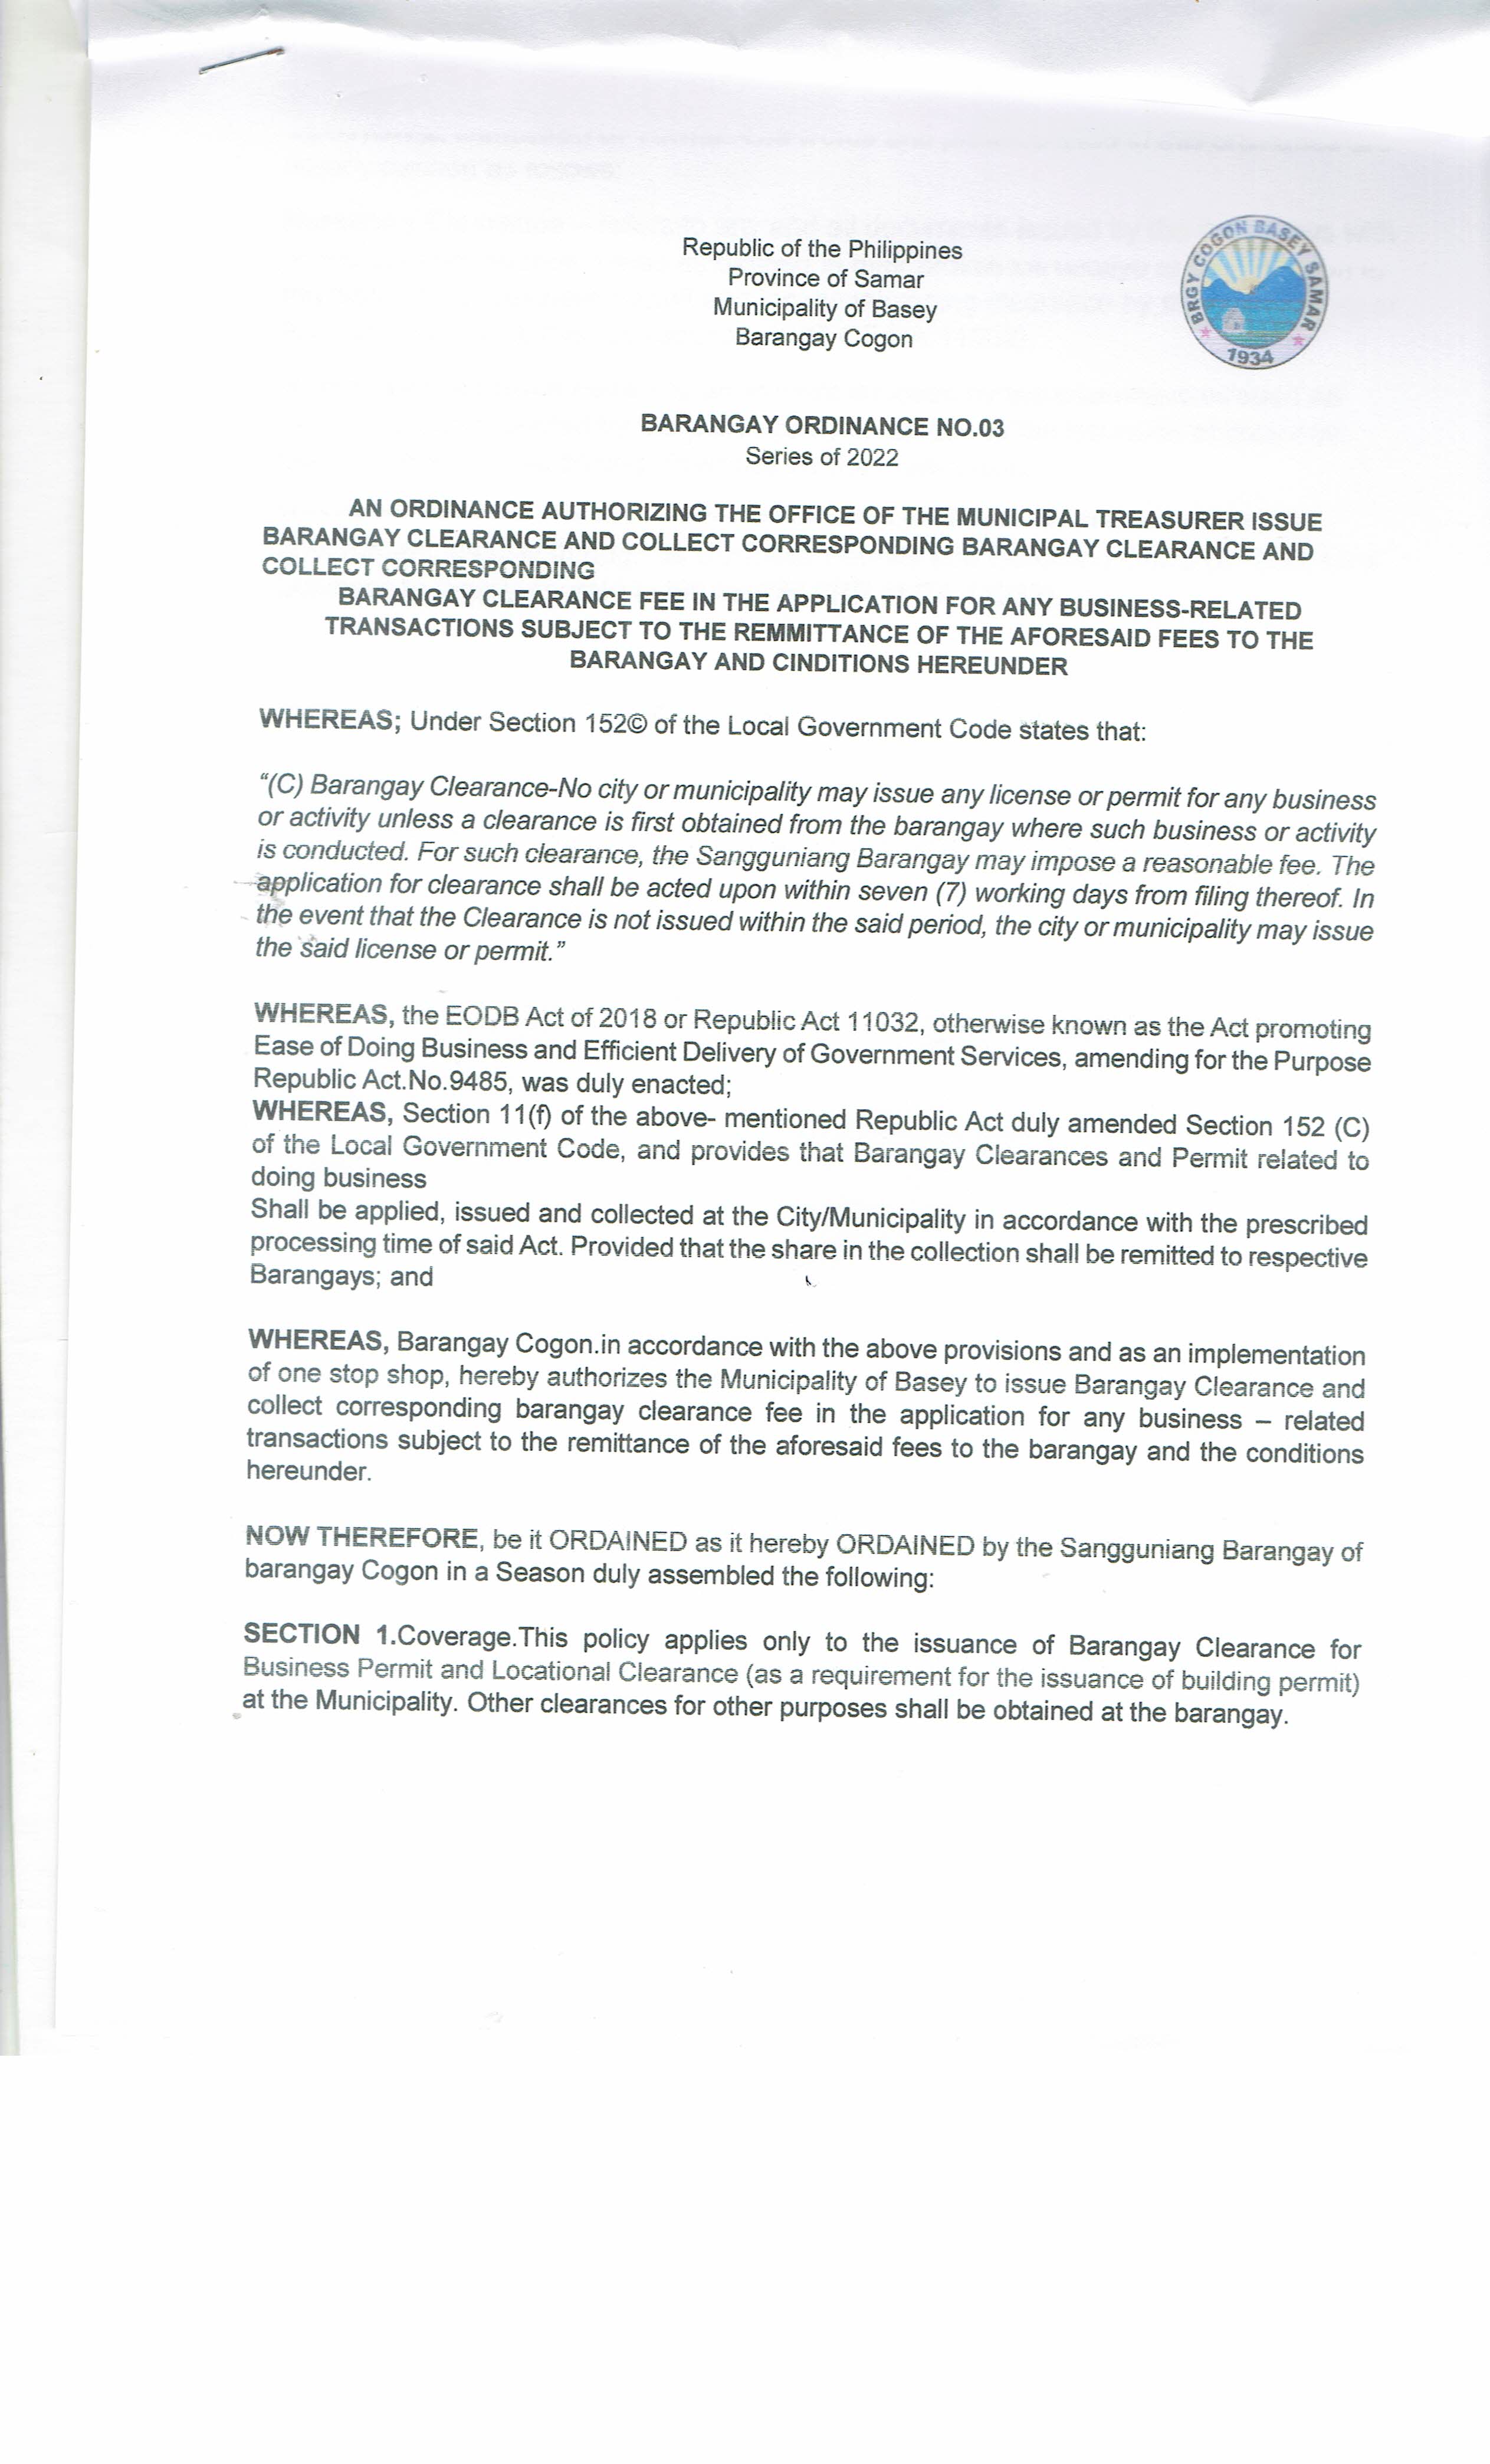 Republic of the Philippines
Province of Samar
Municipality of Basey
Barangay Cogon
BRGY COGON BASEY SAMAR
1934
BARANGAY ORDINANCE NO.03
Series of 2022
AN ORDINANCE AUTHORIZING THE OFFICE OF THE MUNICIPAL TREASURER ISSUE
BARANGAY CLEARANCE AND COLLECT CORRESPONDING BARANGAY CLEARANCE AND
COLLECT CORRESPONDING
BARANGAY CLEARANCE FEE IN THE APPLICATION FOR ANY BUSINESS-RELATED
TRANSACTIONS SUBJECT TO THE REMMITTANCE OF THE AFORESAID FEES TO THE
BARANGAY AND CINDITIONS HEREUNDER
WHEREAS; Under Section 152© of the Local Government Code states that:
“(C) Barangay Clearance-No city or municipality may issue any license or permit for any business
or activity unless a clearance is first obtained from the barangay where such business or activity
is conducted. For such clearance, the Sangguniang Barangay may impose a reasonable fee. The
application for clearance shall be acted upon within seven (7) working days from filing thereof. In
the event that the Clearance is not issued within the said period, the city or municipality may issue
the said license or permit.”
WHEREAS, the EODB Act of 2018 or Republic Act 11032, otherwise known as the Act promoting
Ease of Doing Business and Efficient Delivery of Government Services, amending for the Purpose
Republic Act.No.9485, was duly enacted;
WHEREAS, Section 11(f) of the above- mentioned Republic Act duly amended Section 152 (C)
of the Local Government Code, and provides that Barangay Clearances and Permit related to
doing business
Shall be applied, issued and collected at the City/Municipality in accordance with the prescribed
processing time of said Act. Provided that the share in the collection shall be remitted to respective
Barangays; and
WHEREAS, Barangay Cogon.in accordance with the above provisions and as an implementation
of one stop shop, hereby authorizes the Municipality of Basey to issue Barangay Clearance and
collect corresponding barangay clearance fee in the application for any business – related
transactions subject to the remittance of the aforesaid fees to the barangay and the conditions
hereunder.
NOW THEREFORE, be it ORDAINED as it hereby ORDAINED by the Sangguniang Barangay of
barangay Cogon in a Season duly assembled the following:
SECTION 1.Coverage.This policy applies only to the issuance of Barangay Clearance for
Business Permit and Locational Clearance (as a requirement for the issuance of building permit)
at the Municipality. Other clearances for other purposes shall be obtained at the barangay.